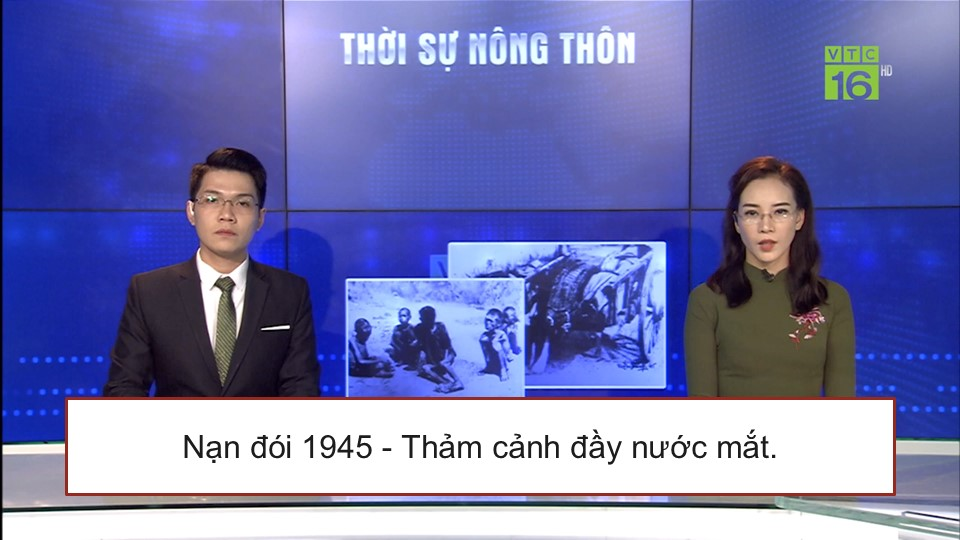 THỜI SỰ NÔNG THÔN
VTC
16 HD
Nạn đói 1945 - Thảm cảnh đầy nước mắt.